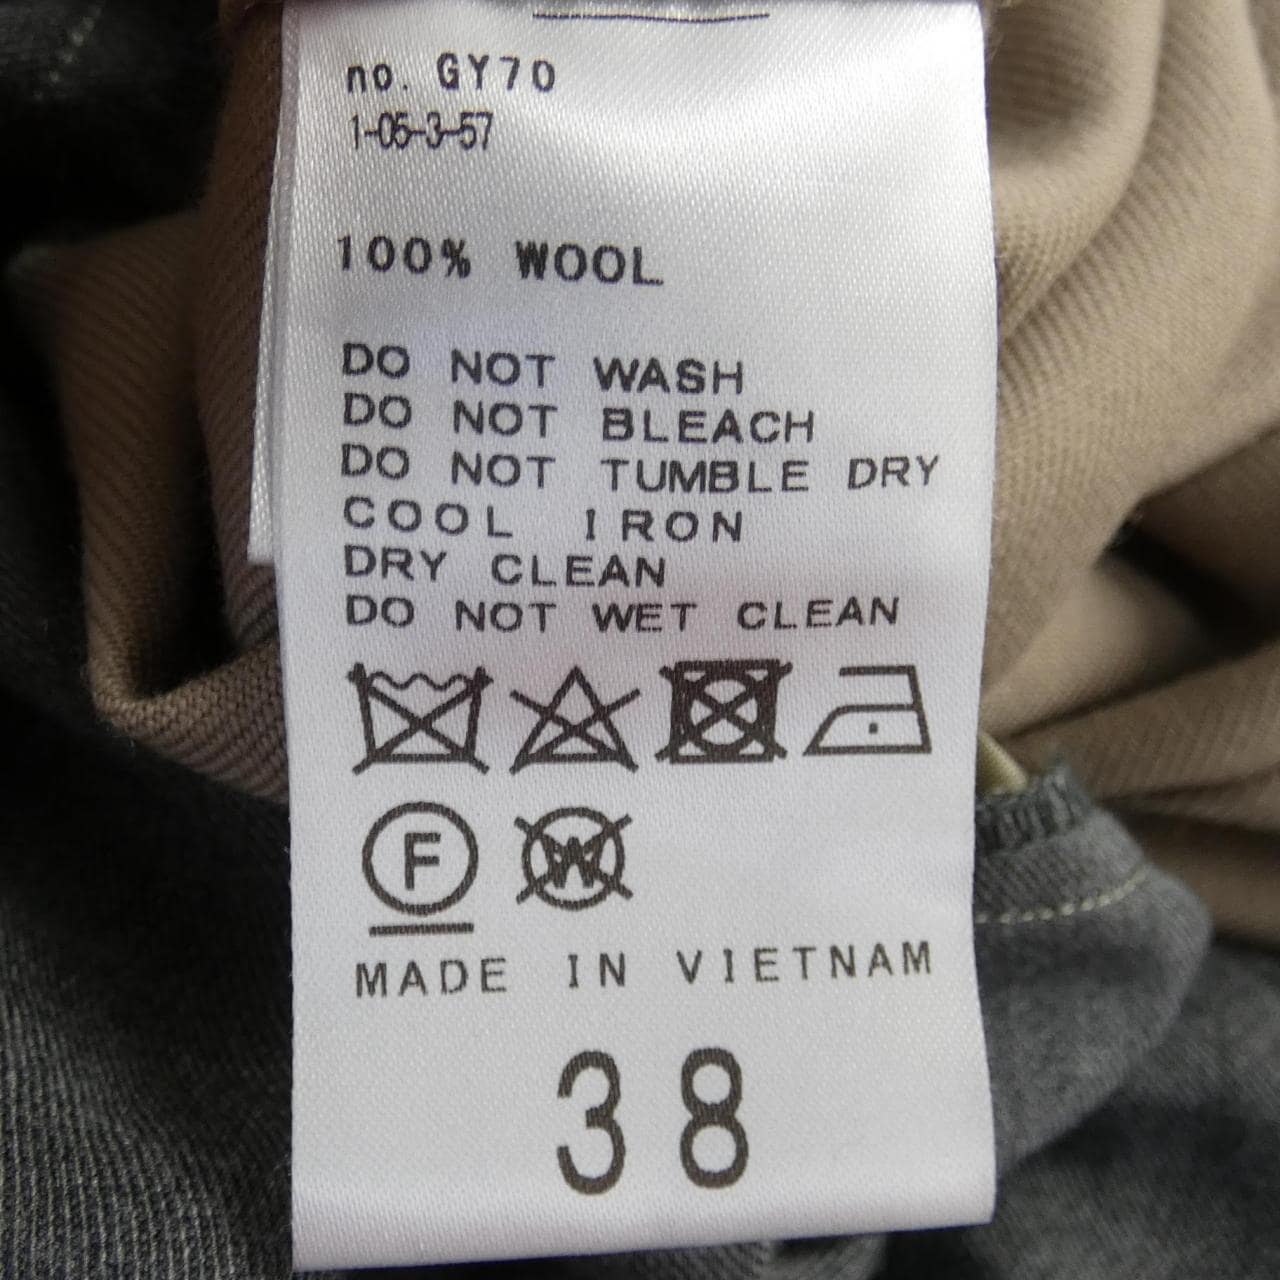 no. GY70
1-05-3-57
100% WOOL
DO NOT WASH
DO NOT BLEACH
DO NOT TUMBLE DRY
COOL IRON
DRY CLEAN
DO NOT WET CLEAN
F W
MADE IN VIETNAM
38